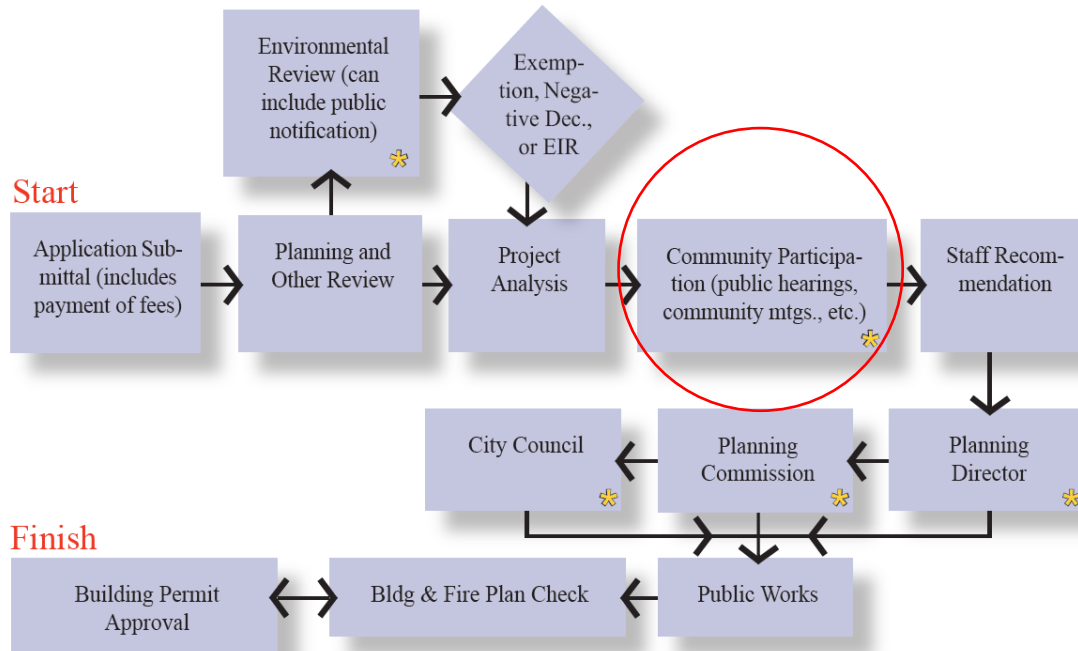 Environmental
Review (can
include public
notification)
*
Exemp-
tion, Nega-
tive Dec.,
or EIR
Start
Application Sub-
mittal (includes
payment of fees)
Planning and
Other Review
Project
Analysis
Community Participa-
tion (public hearings,
community mtgs., etc.)
*
Staff Recom-
mendation
City Council
*
Planning
Commission
*
Planning
Director
*
Finish
Building Permit
Approval
Bldg & Fire Plan Check
Public Works